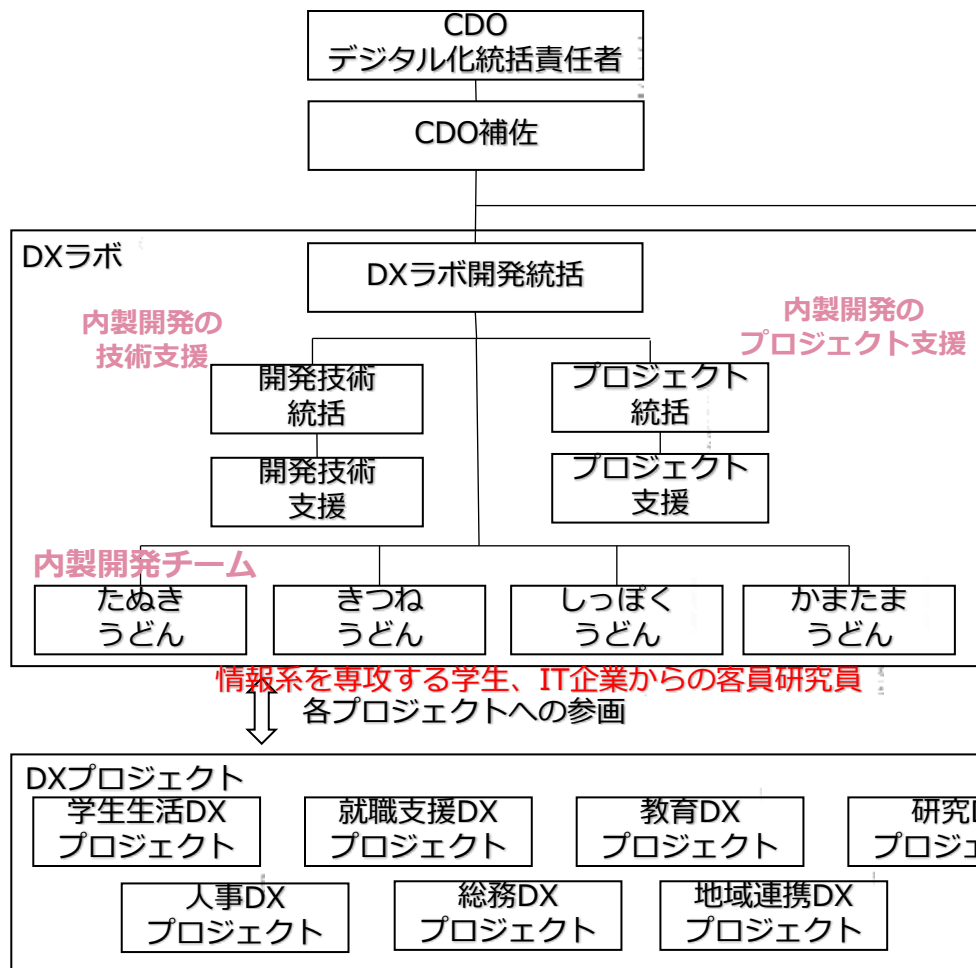 CDO
デジタル化統括責任者
CDO補佐
DXラボ
DXラボ開発統括
内製開発の
技術支援
内製開発の
プロジェクト支援
開発技術
統括
プロジェクト
統括
開発技術
支援
プロジェクト
支援
内製開発チーム
たぬき
うどん
きつね
うどん
しっぽく
うどん
かまたま
うどん
情報系を専攻する学生、IT企業からの客員研究員
各プロジェクトへの参画
DXプロジェクト
学生生活DX
プロジェクト
就職支援DX
プロジェクト
教育DX
プロジェクト
研究
プロジェ
人事DX
プロジェクト
総務DX
プロジェクト
地域連携DX
プロジェクト